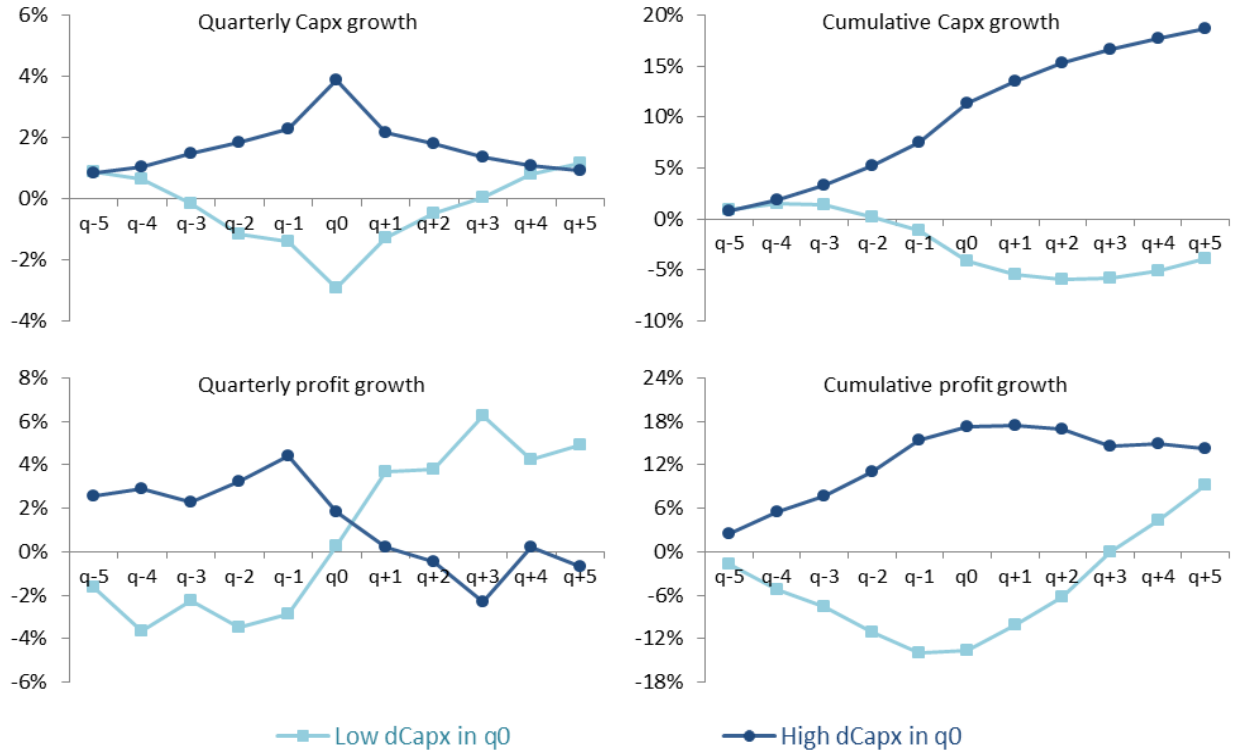 Quarterly Capx growth
6%
4%
2%
0%
-2%
-4%
q-5 q-4 q-3 q-2 q-1 q0 q+1 q+2 q+3 q+4 q+5
Cumulative Capx growth
20%
15%
10%
5%
0%
-5%
-10%
q-5 q-4 q-3 q-2 q-1 q0 q+1 q+2 q+3 q+4 q+5
Quarterly profit growth
8%
6%
4%
2%
0%
-2%
-4%
-6%
q-5 q-4 q-3 q-2 q-1 q0 q+1 q+2 q+3 q+4 q+5
Cumulative profit growth
24%
18%
12%
6%
0%
-6%
-12%
-18%
q-5 q-4 q-3 q-2 q-1 q0 q+1 q+2 q+3 q+4 q+5
Low dCapx in q0
High dCapx in q0